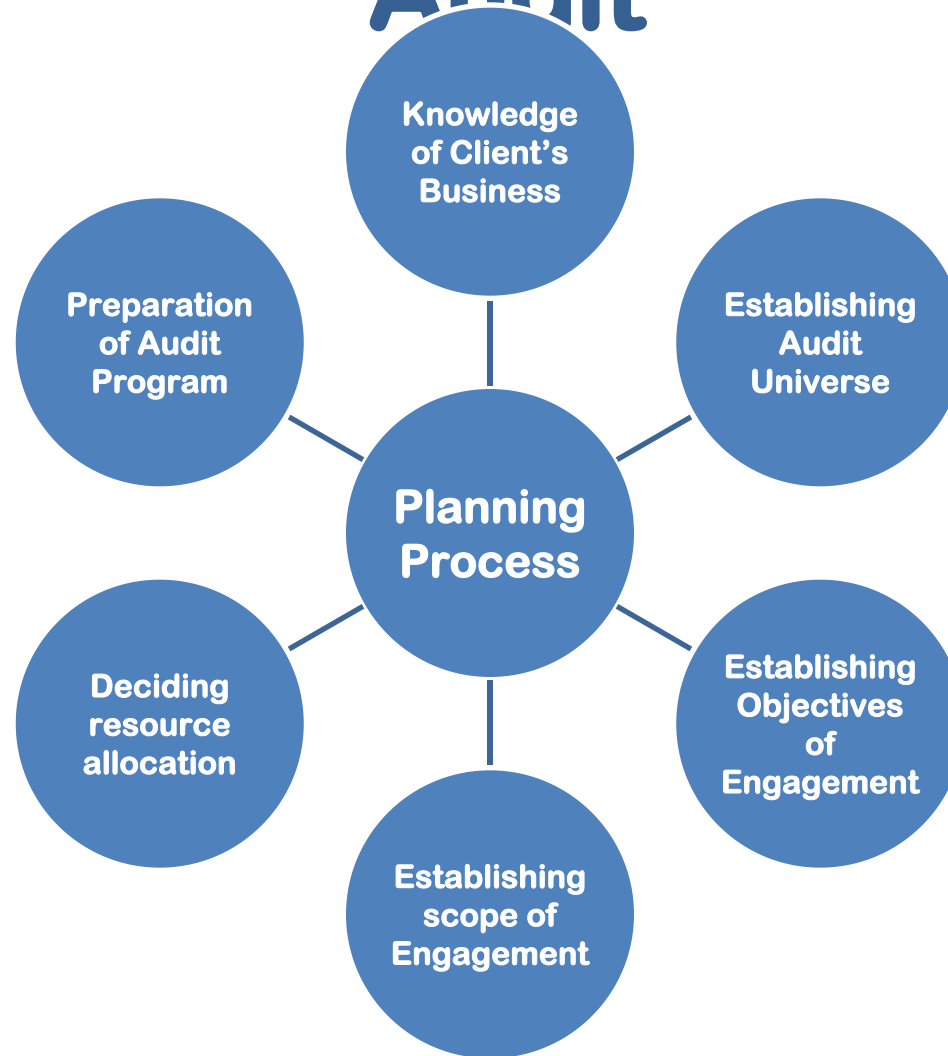 Audit
Knowledge
of Client’s
Business
Establishing
Audit
Universe
Establishing
Objectives
of
Engagement
Establishing
scope of
Engagement
Deciding
resource
allocation
Preparation
of Audit
Program
Planning
Process